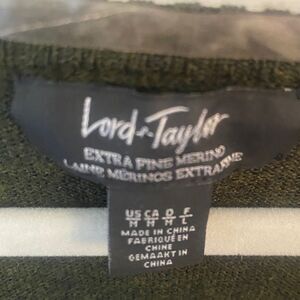 Lord & Taylor
EXTRA FINE MERINO
LAINE MÉRINOS EXTRAFINE
US CA D F
M M M L
MADE IN CHINA
FABRIQUÉ EN
CHINE
GEMAAKT IN
CHINA